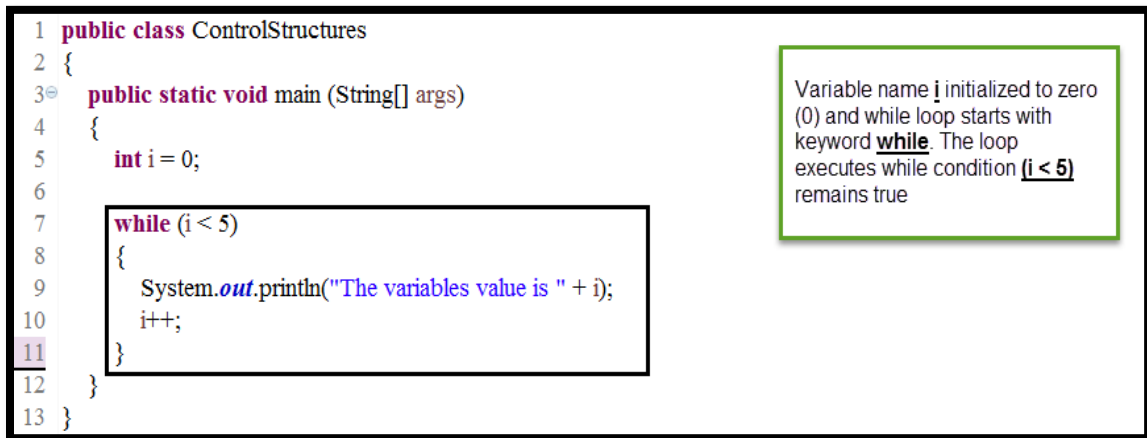 1 public class ControlStructures
2 {
3 public static void main (String[] args)
4 {
5 int i = 0;
6
7 while (i < 5)
8 {
9 System.out.println("The variables value is " + i);
10 i++;
11 }
12 }
13 }
Variable name i initialized to zero
(0) and while loop starts with
keyword while. The loop
executes while condition (i < 5)
remains true